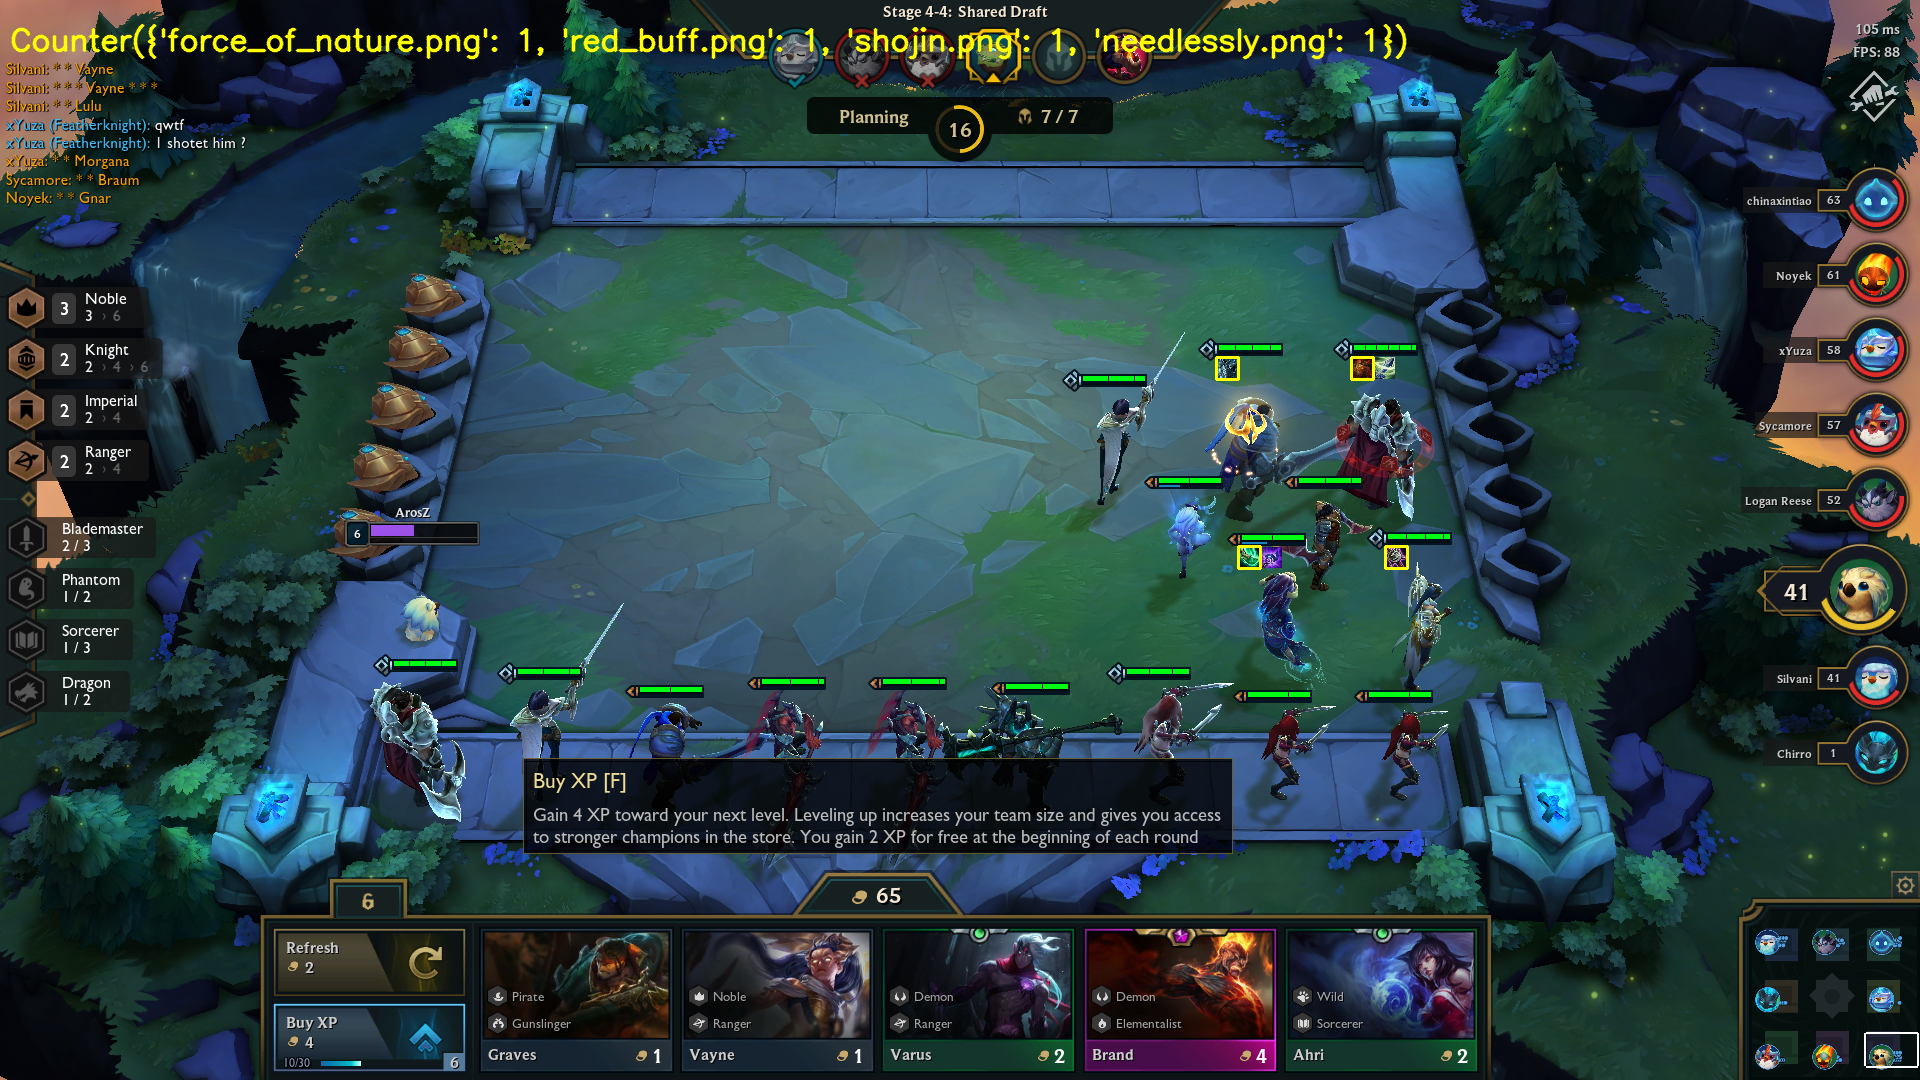 Stage 4-4: Shared Draft
Counter({'force_of_nature.png': 1, 'red_buff.png': 1, 'shojin.png': 1, 'needlessly.png': 1})
105 ms
FPS: 88
Silvani: * * Vayne
Silvani: * * * Vayne * * *
Silvani: * * Lulu
xYuza (Featherknight): qwtf
xYuza (Featherknight): I shotet him ?
xYuza: * * Morgana
Sycamore: * * Braum
Noyek: * * Gnar
Planning
16
7 / 7
chinaxintiao 63
Noyek 61
xYuza 58
Sycamore 57
Logan Reese 52
41
Silvani 41
Chirro 1
3 Noble
3 › 6
2 Knight
2 › 4 › 6
2 Imperial
2 › 4
2 Ranger
2 › 4
Blademaster
2 / 3
Phantom
1 / 2
Sorcerer
1 / 3
Dragon
1 / 2
ArosZ
6
Buy XP [F]
Gain 4 XP toward your next level. Leveling up increases your team size and gives you access
to stronger champions in the store. You gain 2 XP for free at the beginning of each round
6
65
Refresh
2
Buy XP
4
10/30
6
Pirate
Gunslinger
Graves 1
Noble
Ranger
Vayne 1
Demon
Ranger
Varus 2
Demon
Elementalist
Brand 4
Wild
Sorcerer
Ahri 2